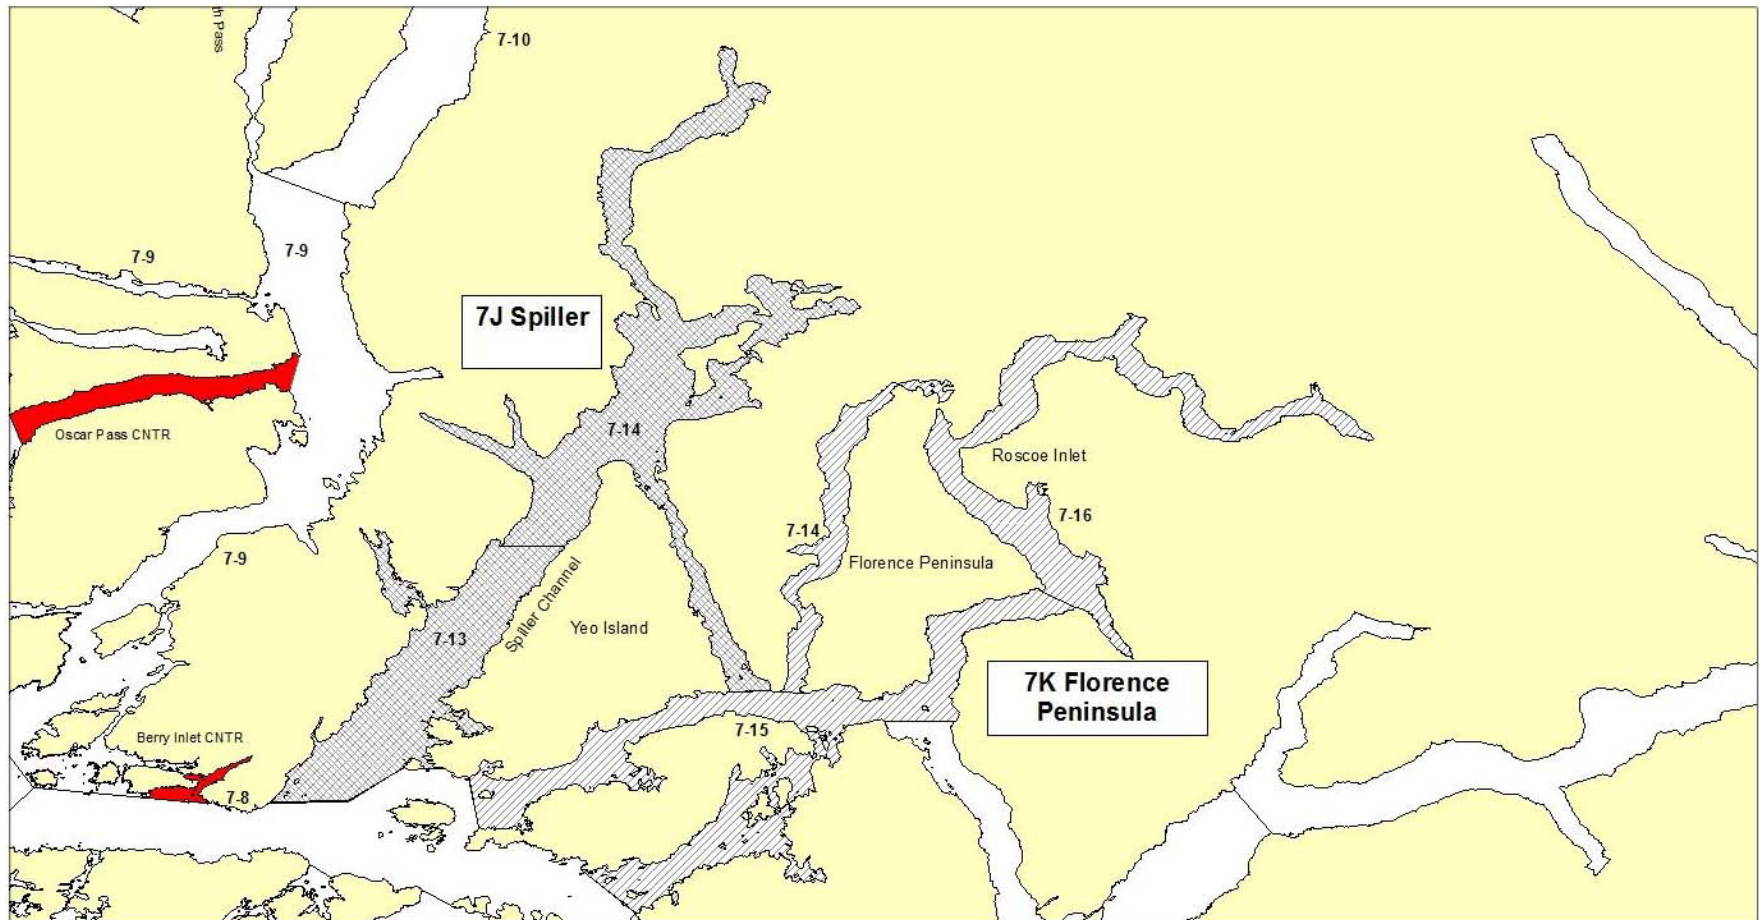 th Pass
7-10
7-9
7-9
7J Spiller
Oscar Pass CNTR
7-14
Roscoe Inlet
7-16
7-14
7-9
Florence Peninsula
Spiller Channel
7-13
Yeo Island
7K Florence
Peninsula
7-15
Berry Inlet CNTR
7-8